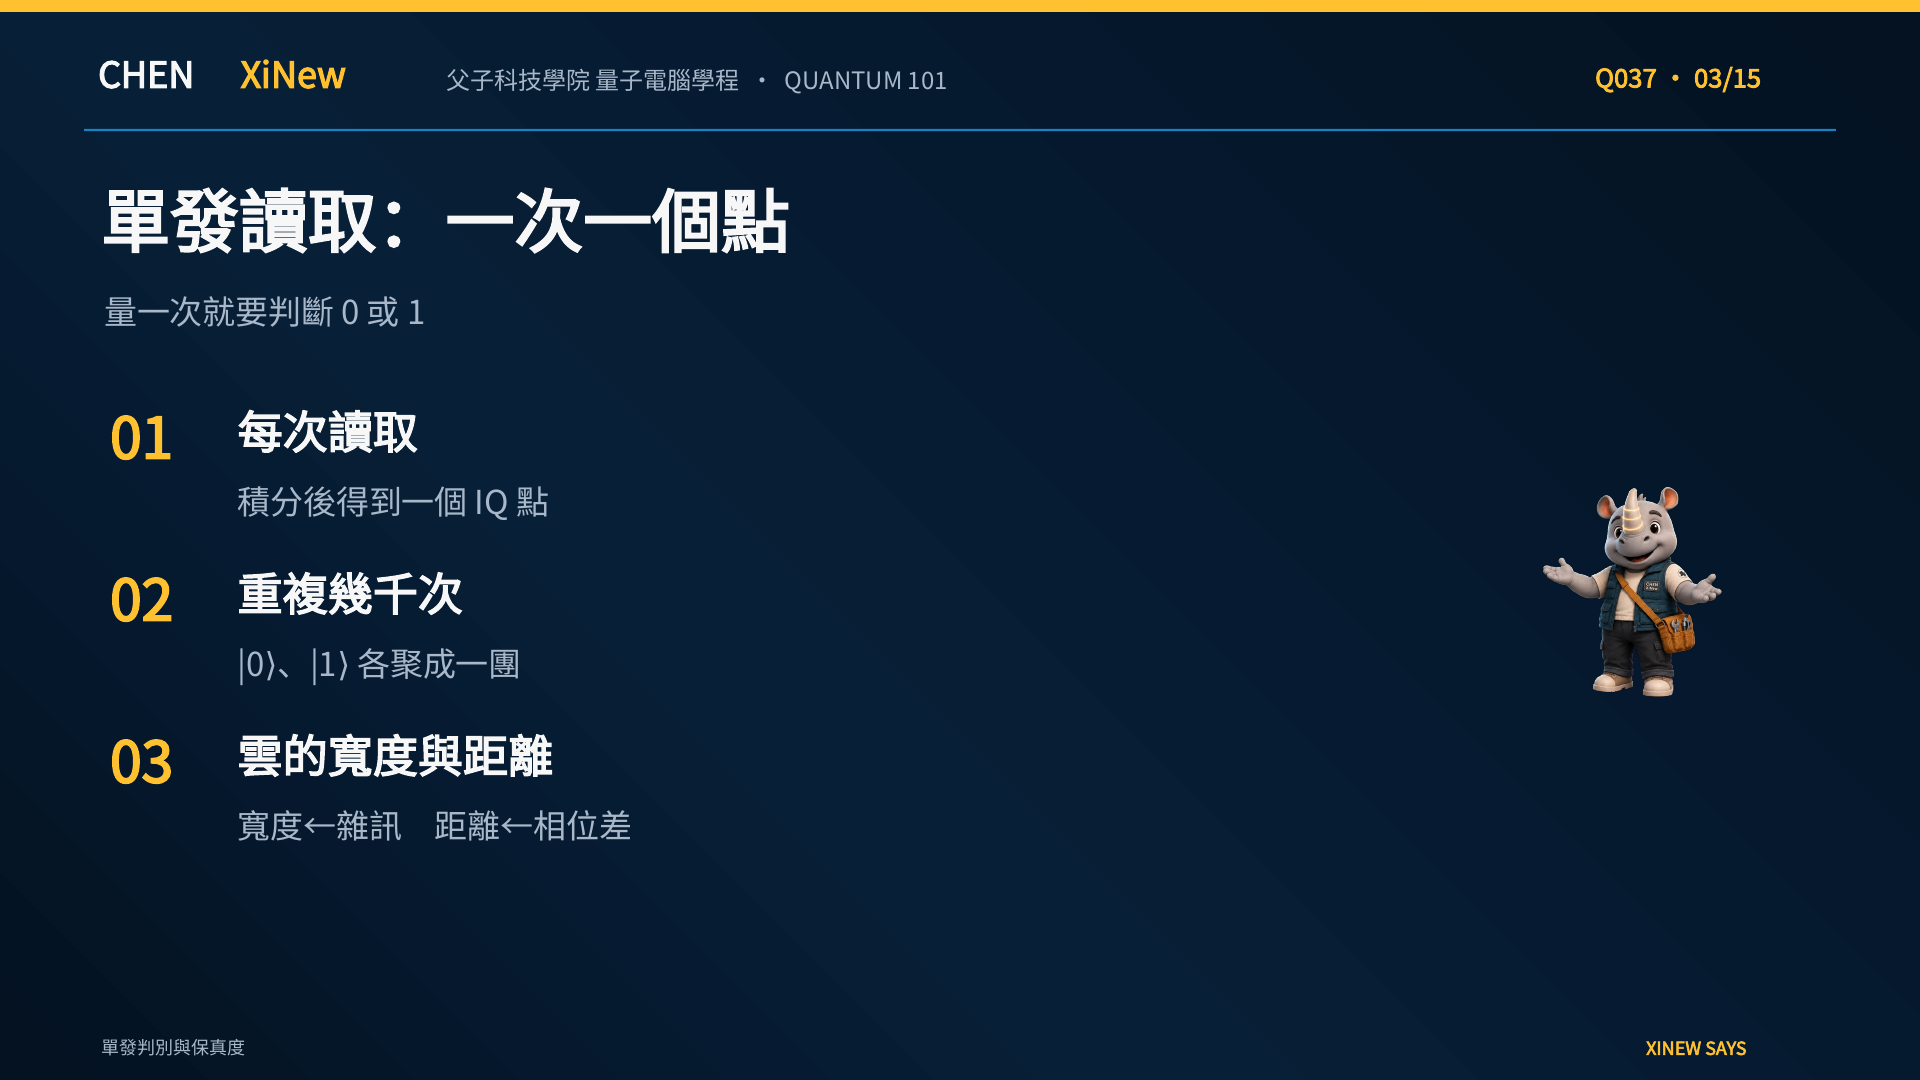 CHEN XiNew 父子科技學院 量子電腦學程 • QUANTUM 101 Q037 • 03/15
單發讀取：一次一個點
量一次就要判斷 0 或 1
01 每次讀取
積分後得到一個 IQ 點
02 重複幾千次
|0⟩、|1⟩ 各聚成一團
03 雲的寬度與距離
寬度←雜訊 距離←相位差
單發判別與保真度 XINEW SAYS